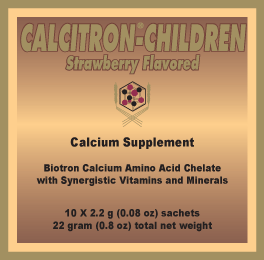 CALCITRON-CHILDREN
Strawberry Flavored
Calcium Supplement
Biotron Calcium Amino Acid Chelate
with Synergistic Vitamins and Minerals
10 X 2.2 g (0.08 oz) sachets
22 gram (0.8 oz) total net weight